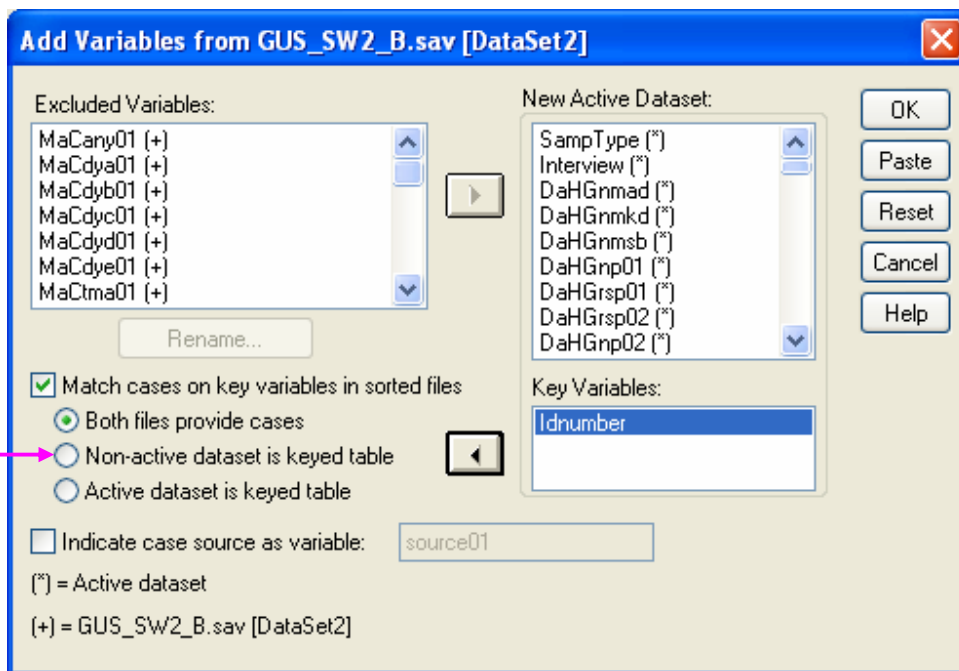 Add Variables from GUS_SW2_B.sav [DataSet2]
Excluded Variables:
MaCany01 (+)
MaCdya01 (+)
MaCdyb01 (+)
MaCdyc01 (+)
MaCdyd01 (+)
MaCdye01 (+)
MaCtma01 (+)
Rename...
New Active Dataset:
SampType (*)
Interview (*)
DaHGnmad (*)
DaHGnmkd (*)
DaHGnmsb (*)
DaHGnp01 (*)
DaHGrsp01 (*)
DaHGrsp02 (*)
DaHGnp02 (*)
OK
Paste
Reset
Cancel
Help
Match cases on key variables in sorted files
Both files provide cases
Non-active dataset is keyed table
Active dataset is keyed table
Key Variables:
Idnumber
Indicate case source as variable:
source01
(*) = Active dataset
(+) = GUS_SW2_B.sav [DataSet2]